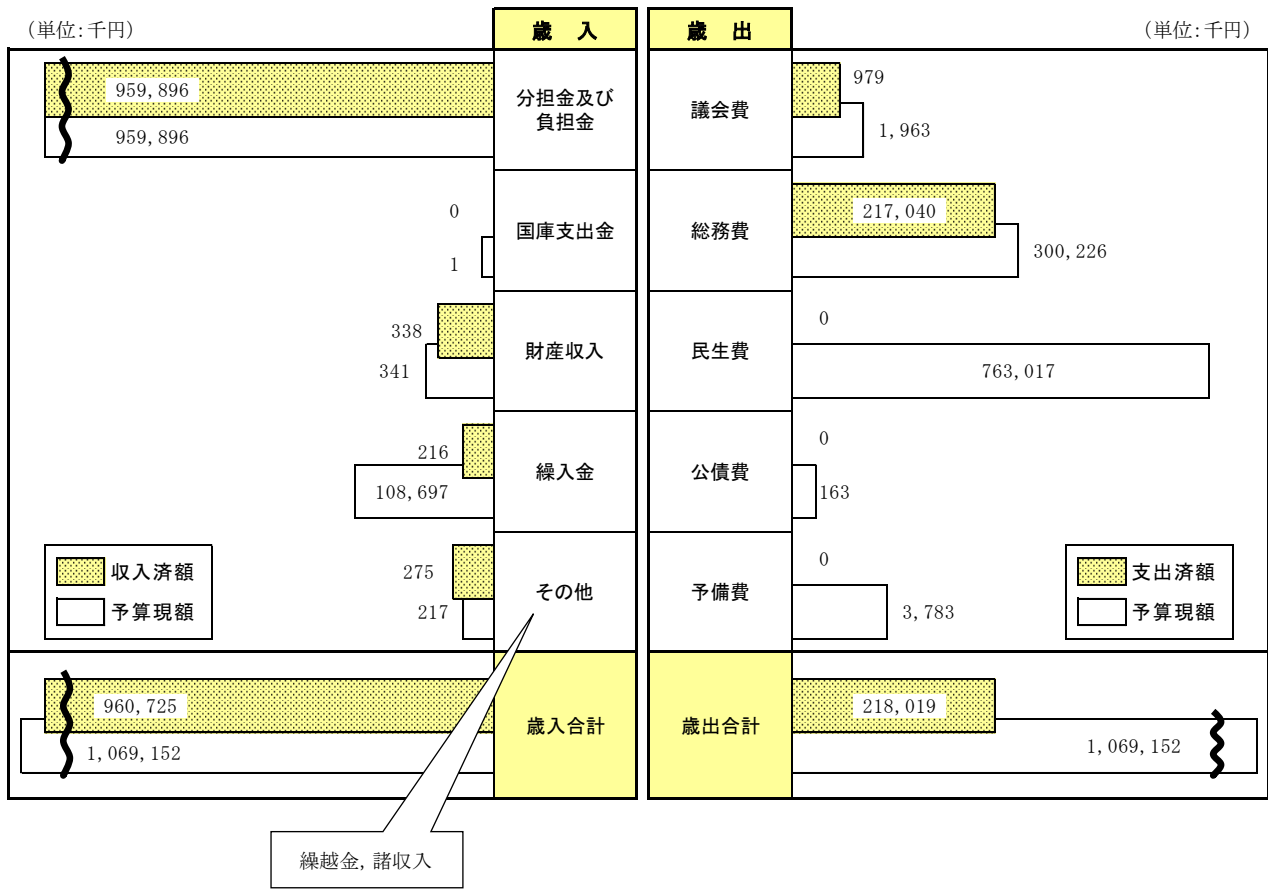 (単位:千円)
歳 入
959,896
959,896
分担金及び
負担金
0
1
国庫支出金
338
341
財産収入
216
108,697
繰入金
275
217
その他
収入済額
予算現額
960,725
1,069,152
歳入合計
繰越金,諸収入
歳 出
(単位:千円)
議会費
979
1,963
総務費
217,040
300,226
民生費
0
763,017
公債費
0
163
予備費
0
3,783
支出済額
予算現額
歳出合計
218,019
1,069,152